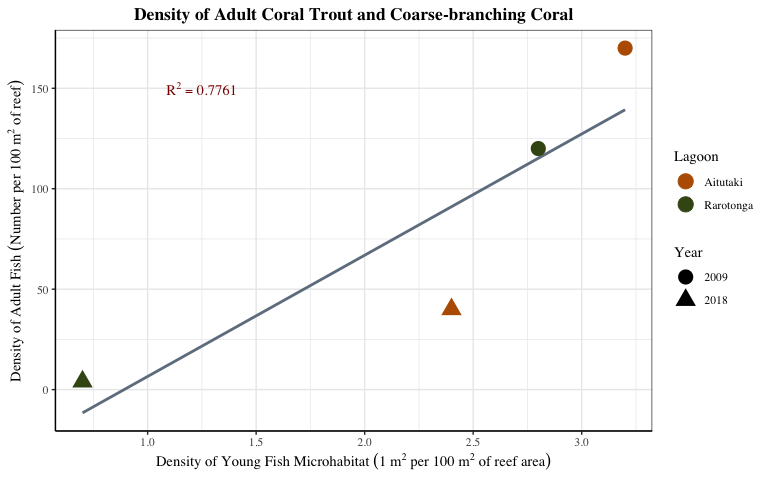 Density of Adult Coral Trout and Coarse-branching Coral
Density of Adult Fish (Number per 100 m² of reef)
150
100
50
0
R² = 0.7761
1.0 1.5 2.0 2.5 3.0
Density of Young Fish Microhabitat (1 m² per 100 m² of reef area)
Lagoon
Aitutaki
Rarotonga
Year
2009
2018